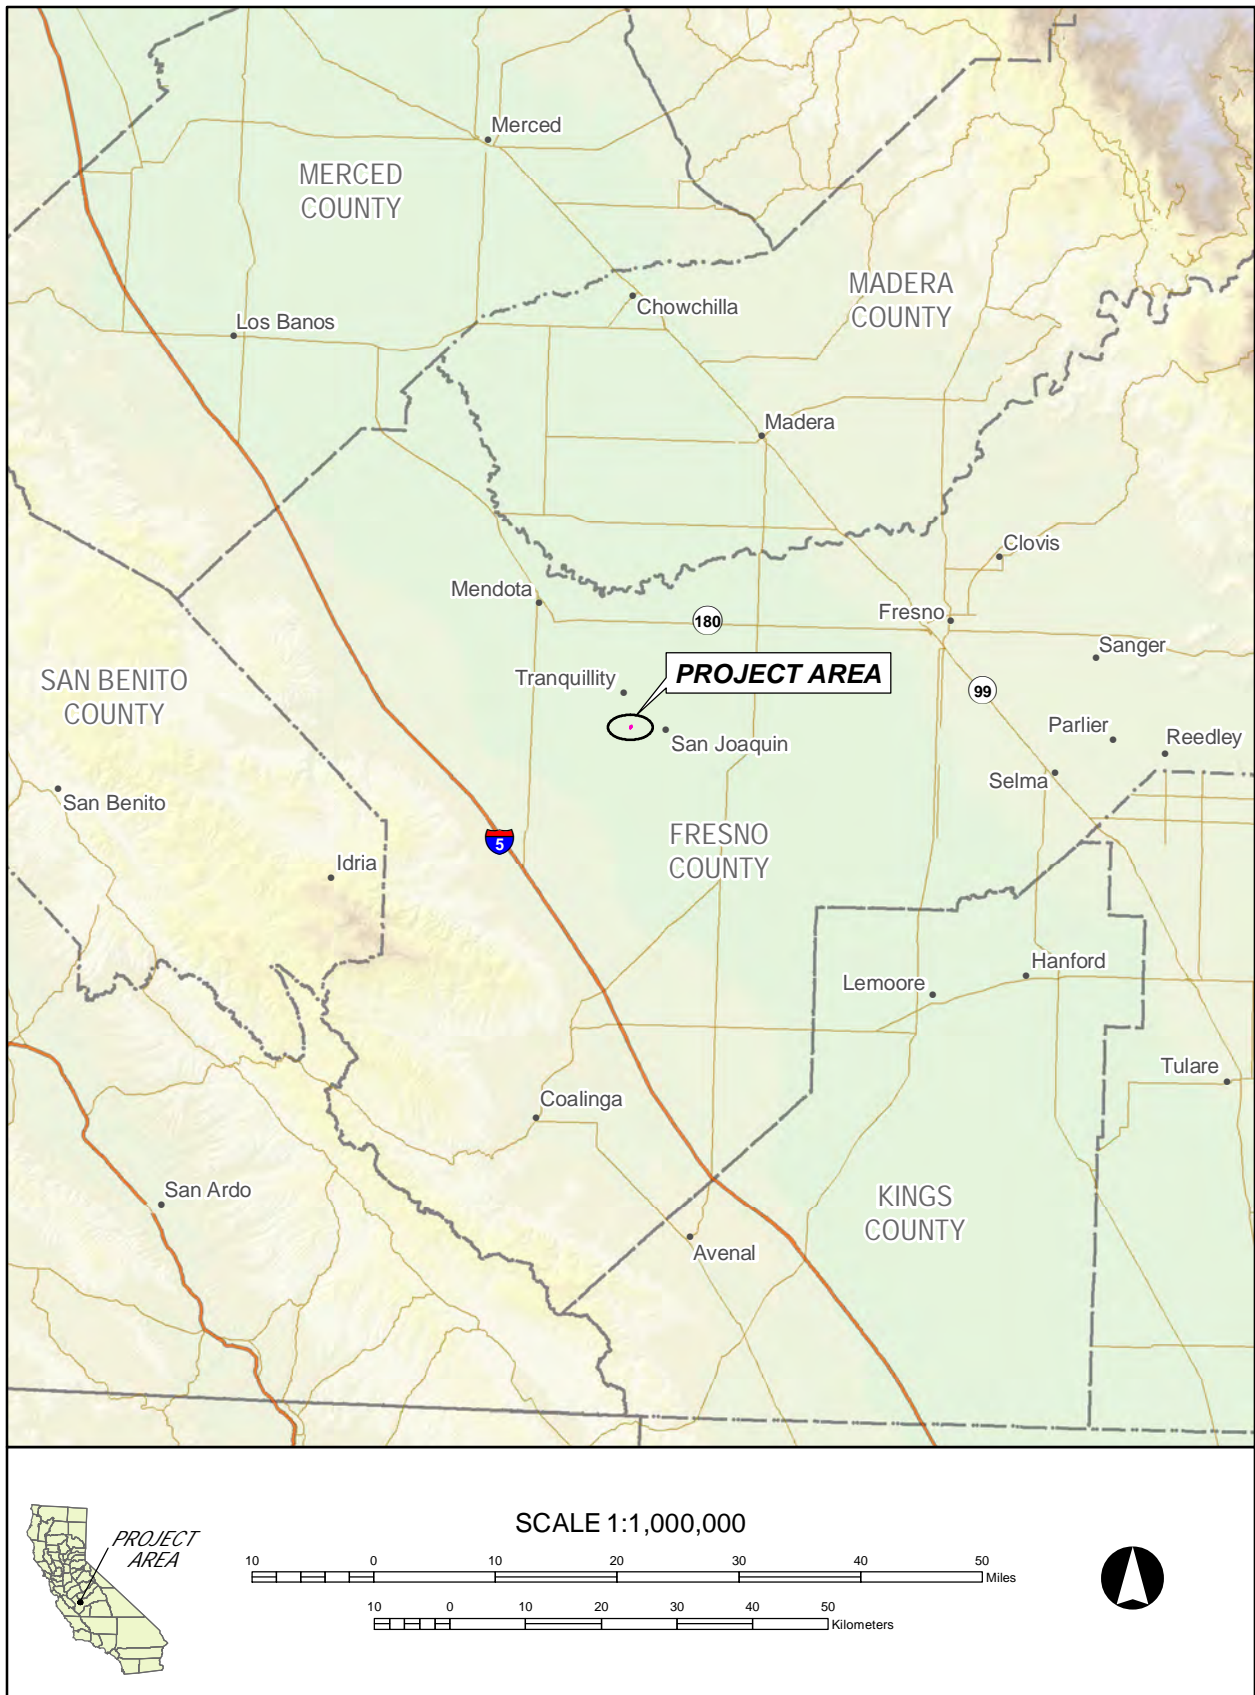 Merced
MERCED
COUNTY
MADERA
COUNTY
Chowchilla
Los Banos
Madera
Clovis
Mendota
180
Fresno
Sanger
Tranquillity
PROJECT AREA
SAN BENITO
COUNTY
99
Parlier
Reedley
San Joaquin
Selma
San Benito
FRESNO
COUNTY
5
Idria
Hanford
Lemoore
Tulare
Coalinga
San Ardo
KINGS
COUNTY
Avenal
PROJECT
AREA
SCALE 1:1,000,000
10 0 10 20 30 40 50
Miles
10 0 10 20 30 40 50
Kilometers